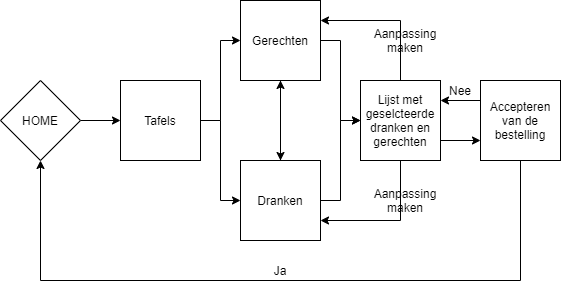 HOME
Tafels
Gerechten
Dranken
Aanpassing
maken
Lijst met
geselcteerde
dranken en
gerechten
Aanpassing
maken
Nee
Accepteren
van de
bestelling
Ja